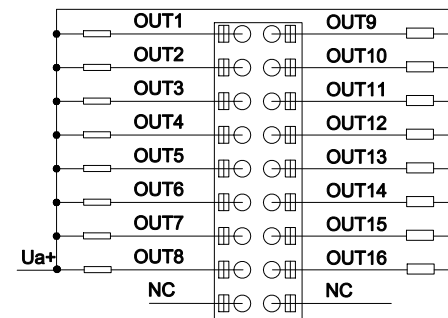 OUT1 OUT9
OUT2 OUT10
OUT3 OUT11
OUT4 OUT12
OUT5 OUT13
OUT6 OUT14
OUT7 OUT15
Ua+ OUT8 OUT16
NC NC